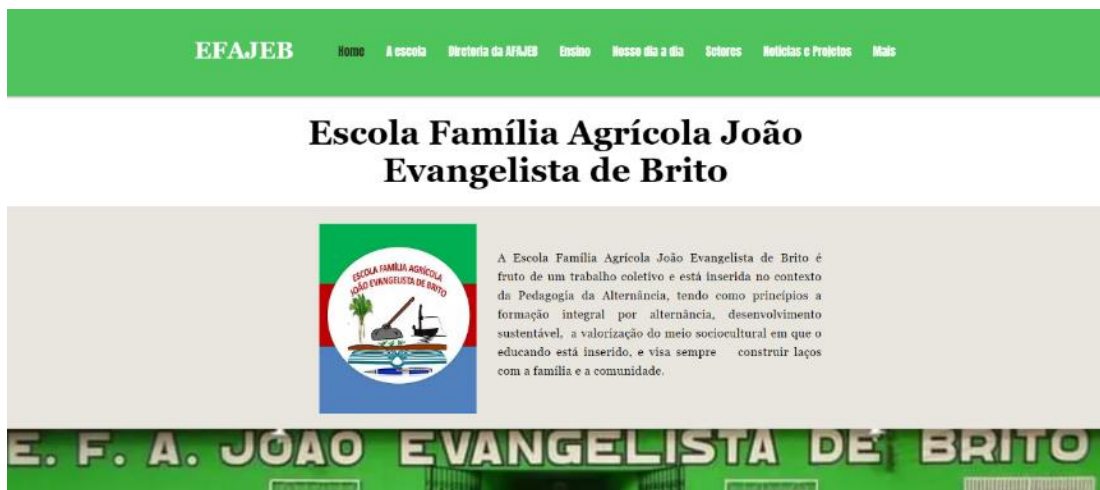 EFAJEB Home A escola Diretoria da AFAJEB Ensino Nosso dia a dia Setores Notícias e Projetos Mais
Escola Família Agrícola João
Evangelista de Brito
ESCOLA FAMÍLIA AGRÍCOLA
JOÃO EVANGELISTA DE BRITO
A Escola Família Agrícola João Evangelista de Brito é
fruto de um trabalho coletivo e está inserida no contexto
da Pedagogia da Alternância, tendo como princípios a
formação integral por alternância, desenvolvimento
sustentável, a valorização do meio sociocultural em que o
educando está inserido, e visa sempre construir laços
com a família e a comunidade.
E. F. A. JOÃO EVANGELISTA DE BRITO